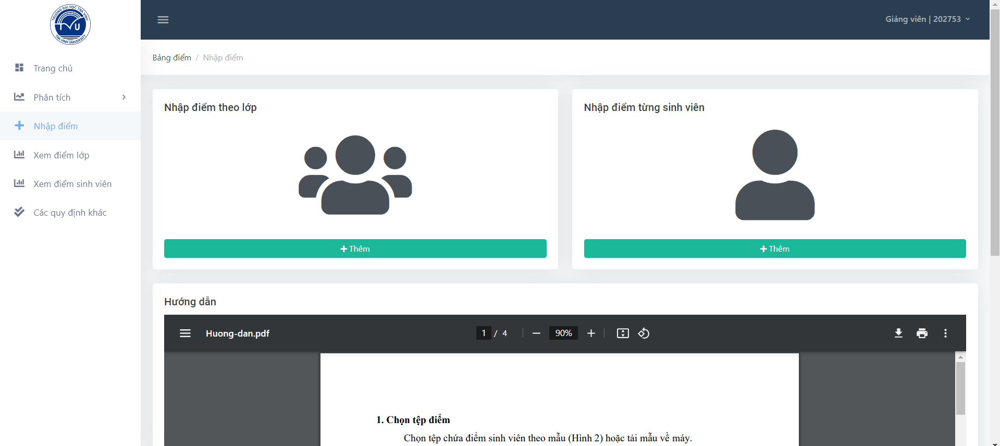 TRƯỜNG ĐẠI HỌC TRÀ VINH
TVU
TRA VINH UNIVERSITY
Giảng viên | 202753
Bảng điểm / Nhập điểm
Trang chủ
Phân tích
Nhập điểm
Xem điểm lớp
Xem điểm sinh viên
Các quy định khác
Nhập điểm theo lớp
Thêm
Nhập điểm từng sinh viên
Thêm
Hướng dẫn
Huong-dan.pdf
1 / 4
90%
1. Chọn tệp điểm
Chọn tệp chứa điểm sinh viên theo mẫu (Hình 2) hoặc tải mẫu về máy.